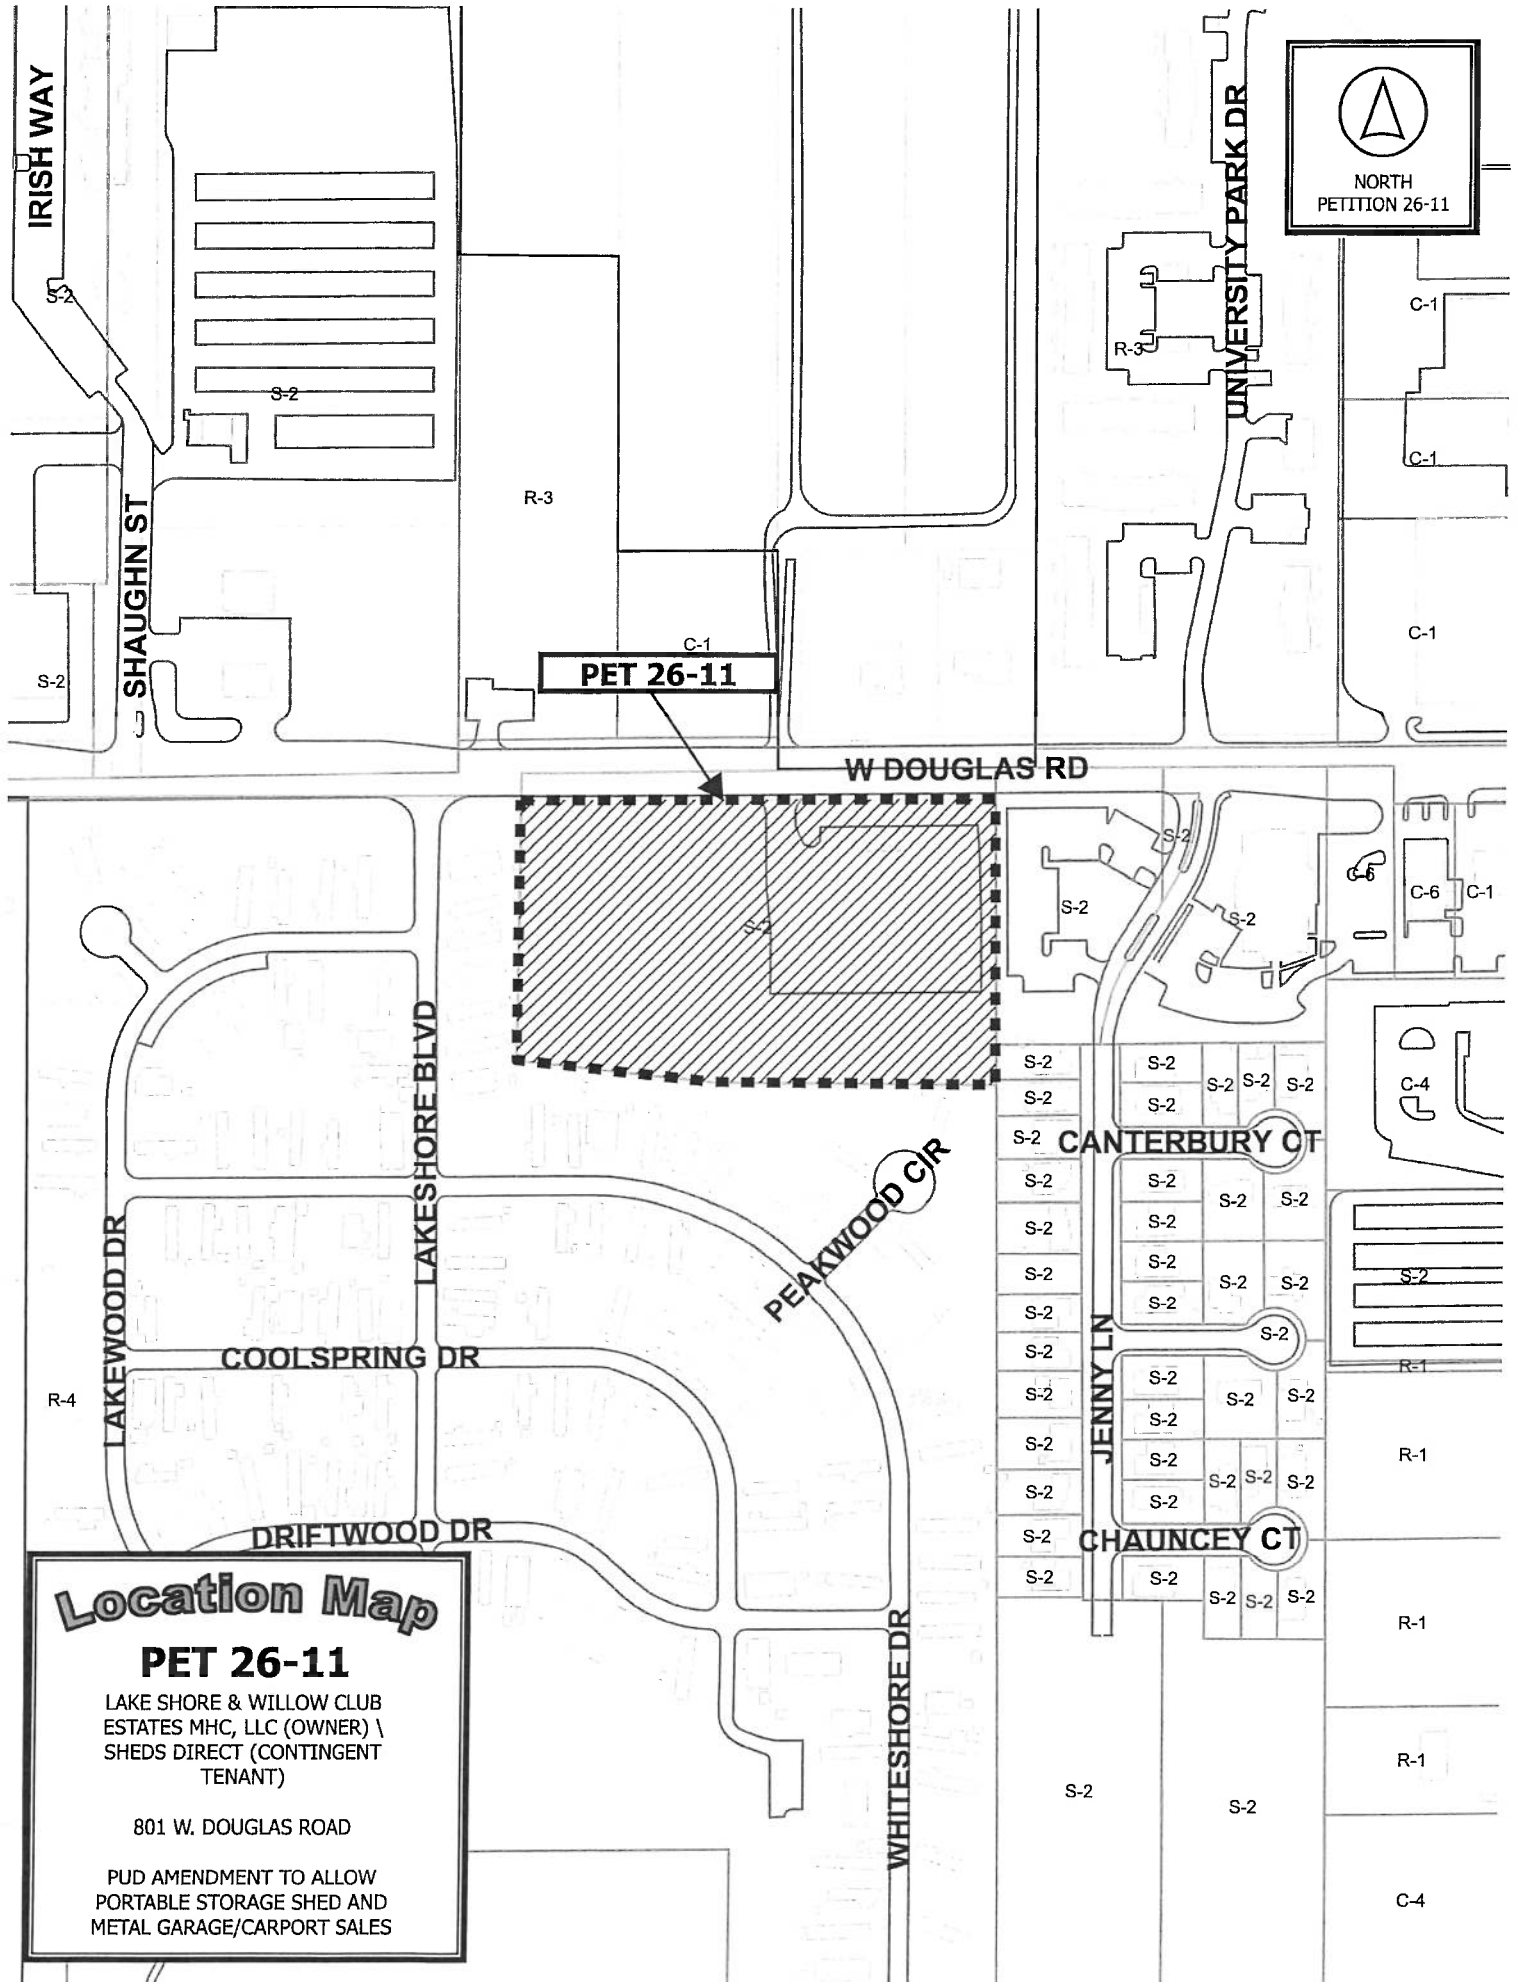 IRISH WAY
UNIVERSITY PARK DR
NORTH
PETITION 26-11
S-2
C-1
R-3
S-2
C-1
R-3
SHAUGHN ST
C-1
C-1
S-2
PET 26-11
W DOUGLAS RD
S-2
S-2
S-2
S-2
C-6
C-6
C-1
LAKESHORE BLVD
S-2
S-2
S-2
S-2
S-2
S-2
S-2
C-4
S-2
CANTERBURY CT
PEAKWOOD CIR
S-2
S-2
S-2
S-2
S-2
S-2
S-2
S-2
S-2
S-2
S-2
S-2
S-2
LAKEWOOD DR
JENNY LN
S-2
S-2
COOLSPRING DR
R-1
R-4
S-2
S-2
S-2
S-2
S-2
S-2
S-2
R-1
S-2
S-2
S-2
S-2
S-2
DRIFTWOOD DR
S-2
CHAUNCEY CT
S-2
S-2
S-2
S-2
S-2
R-1
WHITESHORE DR
R-1
S-2
S-2
C-4
Location Map
PET 26-11
LAKE SHORE & WILLOW CLUB
ESTATES MHC, LLC (OWNER) \
SHEDS DIRECT (CONTINGENT
TENANT)
801 W. DOUGLAS ROAD
PUD AMENDMENT TO ALLOW
PORTABLE STORAGE SHED AND
METAL GARAGE/CARPORT SALES